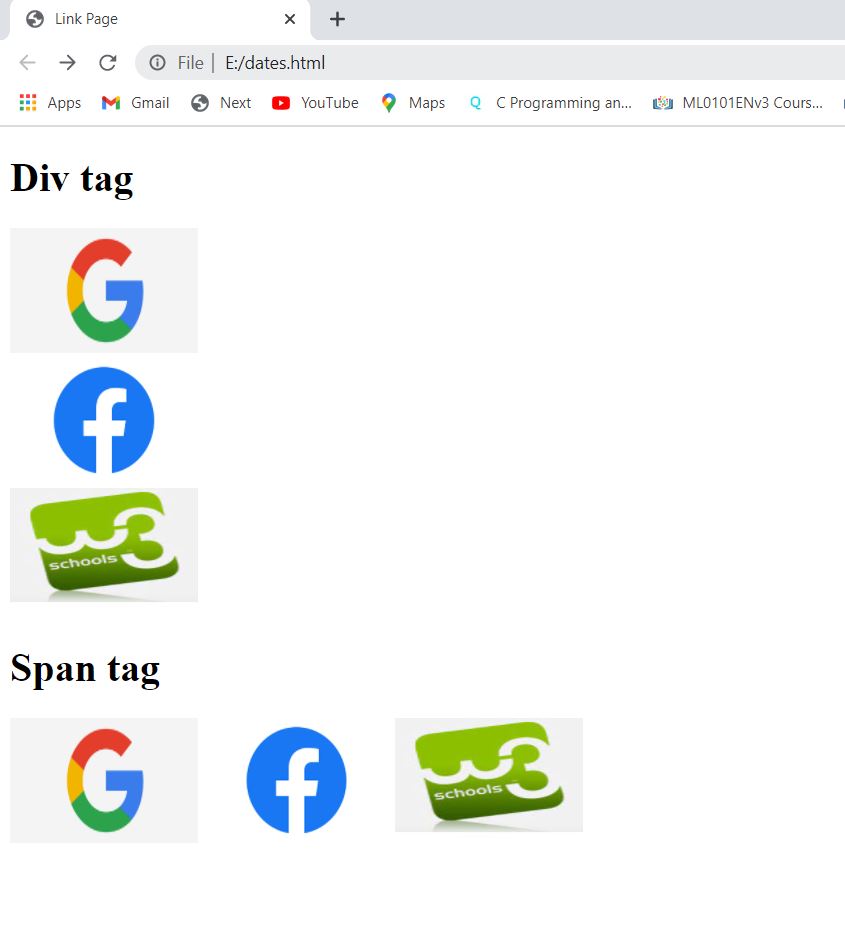 Link Page
File | E:/dates.html
Apps Gmail Next YouTube Maps C Programming an... ML0101ENv3 Cours...
Div tag
G
f
w3
schools
Span tag
G f w3
schools